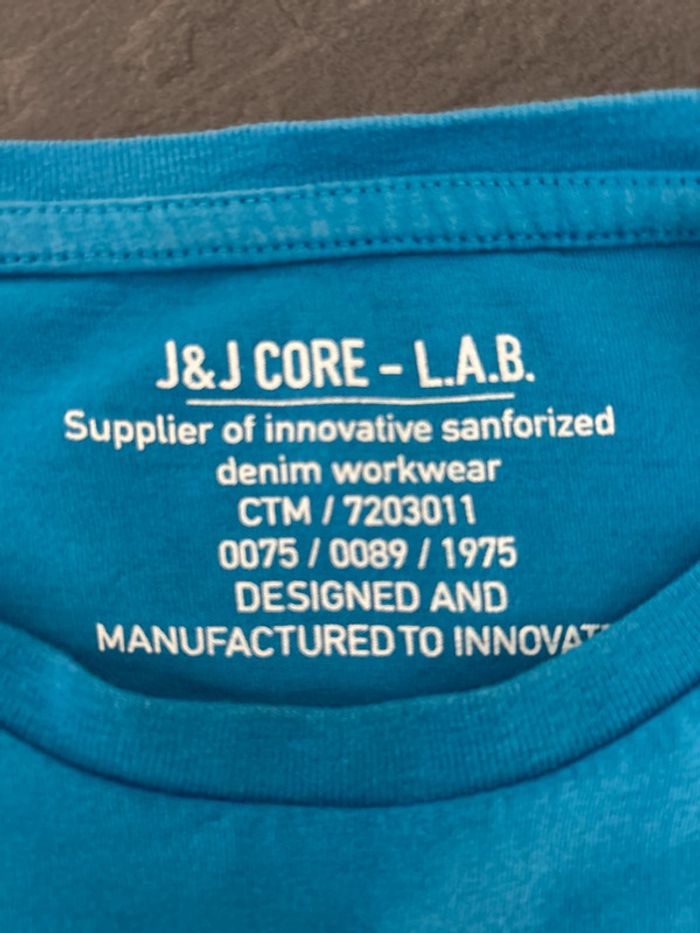 J&J CORE - L.A.B.
Supplier of innovative sanforized
denim workwear
CTM / 7203011
0075 / 0089 / 1975
DESIGNED AND
MANUFACTURED TO